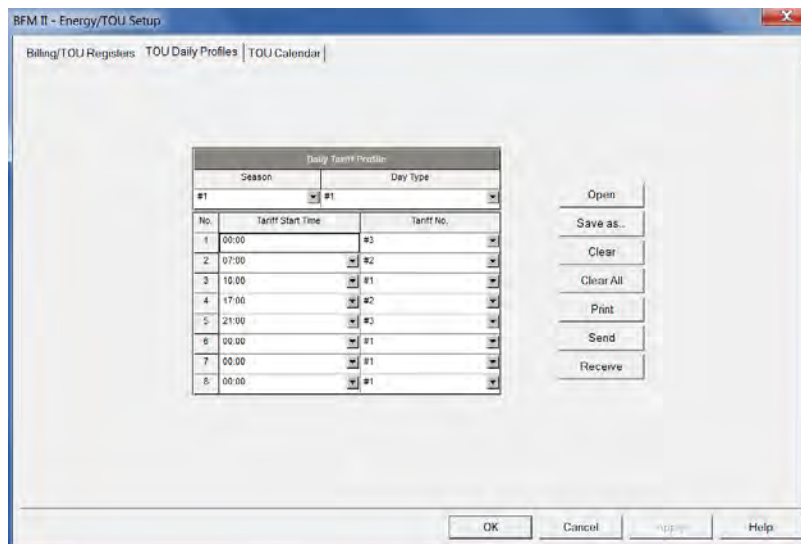 BFM II - Energy/TOU Setup
Billing/TOU Registers TOU Daily Profiles TOU Calendar
Daily Tariff Profile
Season Day Type
#1 #1
No. Tariff Start Time Tariff No.
1 00:00 #3
2 07:00 #2
3 10:00 #1
4 17:00 #2
5 21:00 #3
6 00:00 #1
7 00:00 #1
8 00:00 #1
Open
Save as..
Clear
Clear All
Print
Send
Receive
OK Cancel Apply Help